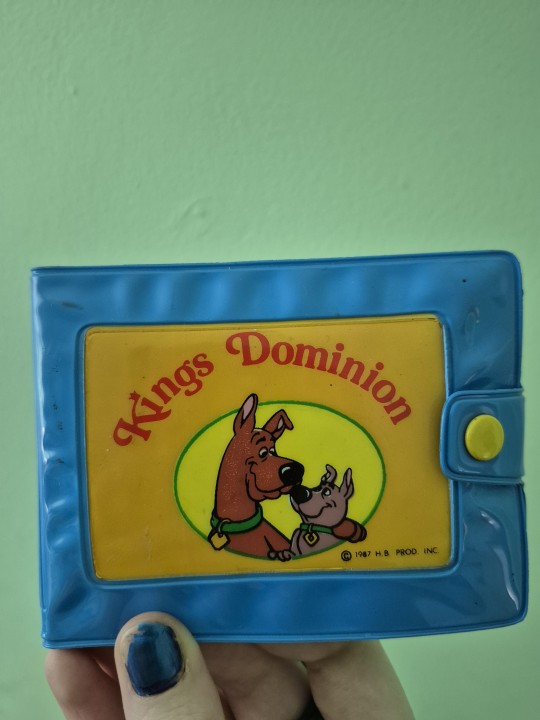 Kings Dominion
© 1987 H.B. PROD. INC.